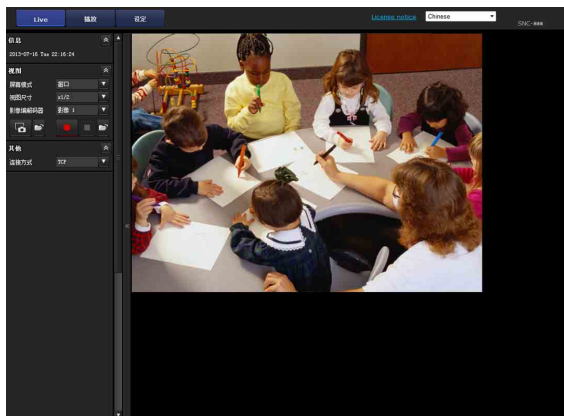 Live 播放 设定 License notice Chinese SNC-***
信息
2013-07-16 Tue 22:16:24
视图
屏幕模式 窗口
视图尺寸 x1/2
影像编解码器 影像 1
其他
连接方式 TCP